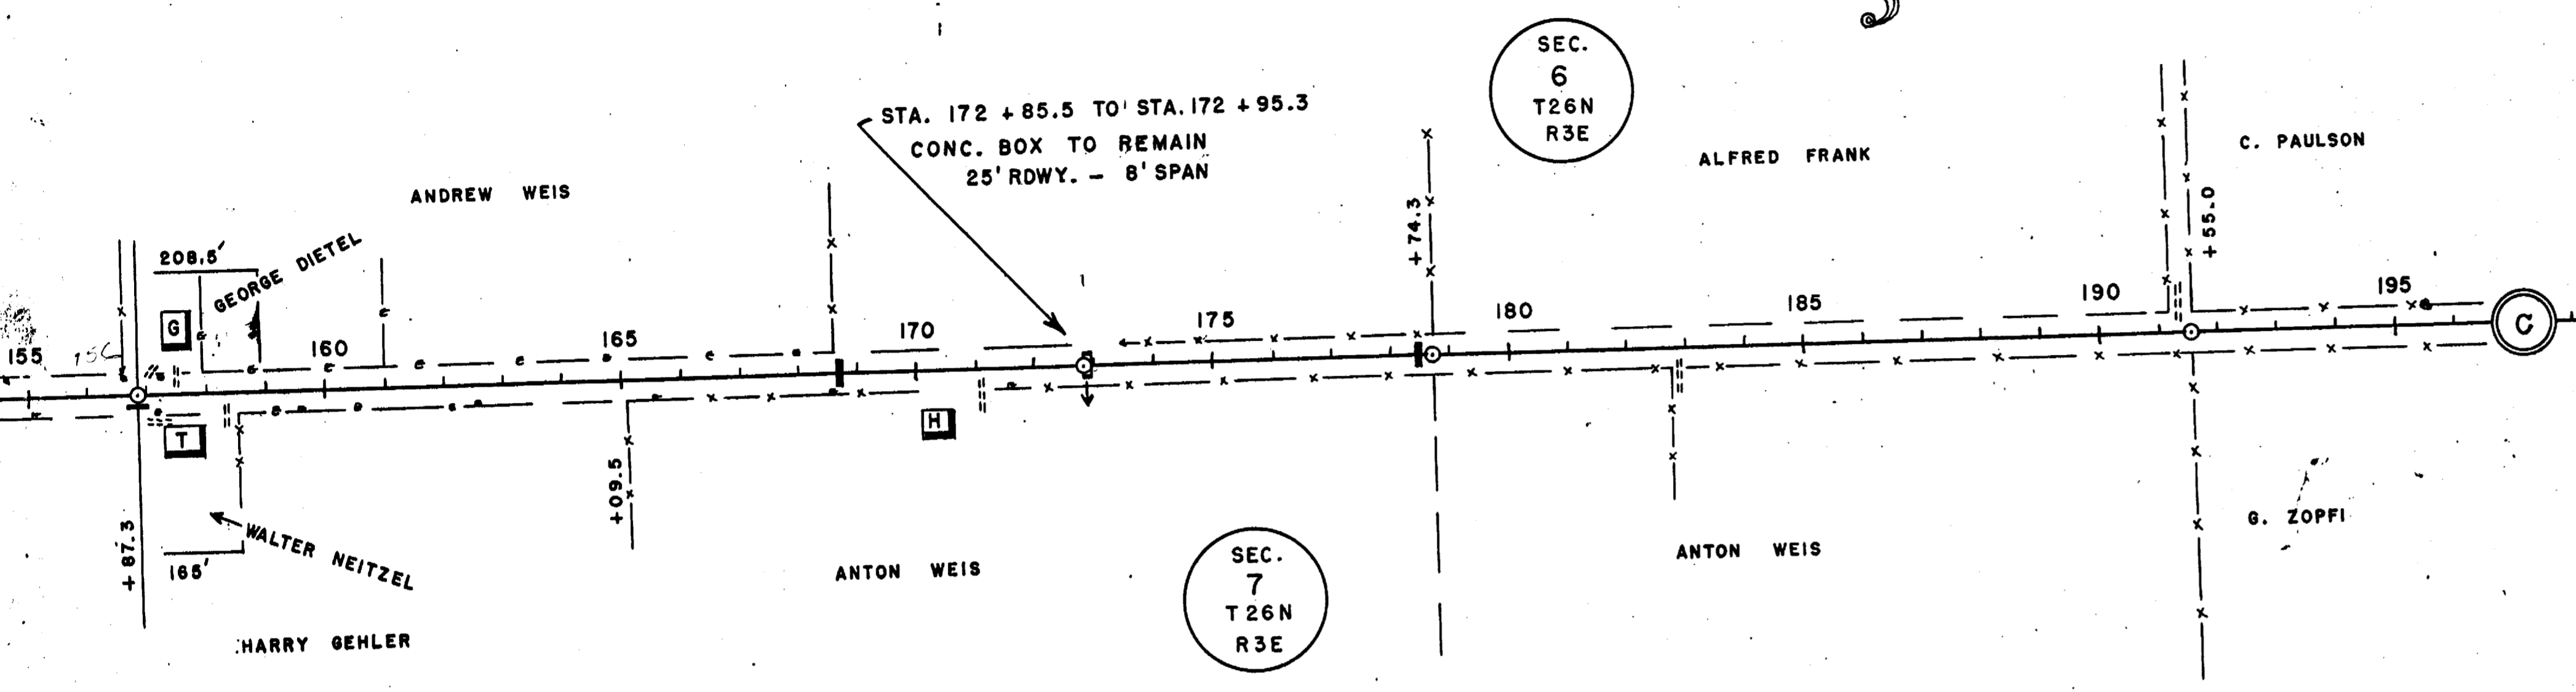 SEC.
6
T26N
R3E
STA. 172 + 85.5 TO STA. 172 + 95.3
CONC. BOX TO REMAIN
25' RDWY. - 8' SPAN
ANDREW WEIS
ALFRED FRANK
C. PAULSON
+74.3
+55.0
208.5'
GEORGE DIETEL
G
155
156
160
165
170
175
180
185
190
195
C
T
H
+09.5
+87.3
WALTER NEITZEL
165'
HARRY GEHLER
ANTON WEIS
SEC.
7
T26N
R3E
ANTON WEIS
G. ZOPFI